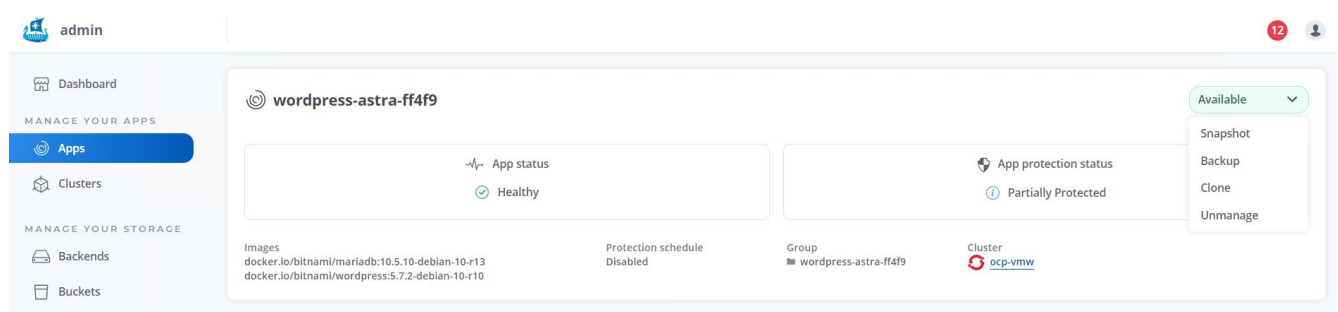 admin
12
Dashboard
MANAGE YOUR APPS
Apps
Clusters
MANAGE YOUR STORAGE
Backends
Buckets
wordpress-astra-ff4f9
Available
Snapshot
Backup
Clone
Unmanage
App status
Healthy
App protection status
Partially Protected
Images
docker.io/bitnami/mariadb:10.5.10-debian-10-r13
docker.io/bitnami/wordpress:5.7.2-debian-10-r10
Protection schedule
Disabled
Group
wordpress-astra-ff4f9
Cluster
ocp-vmw